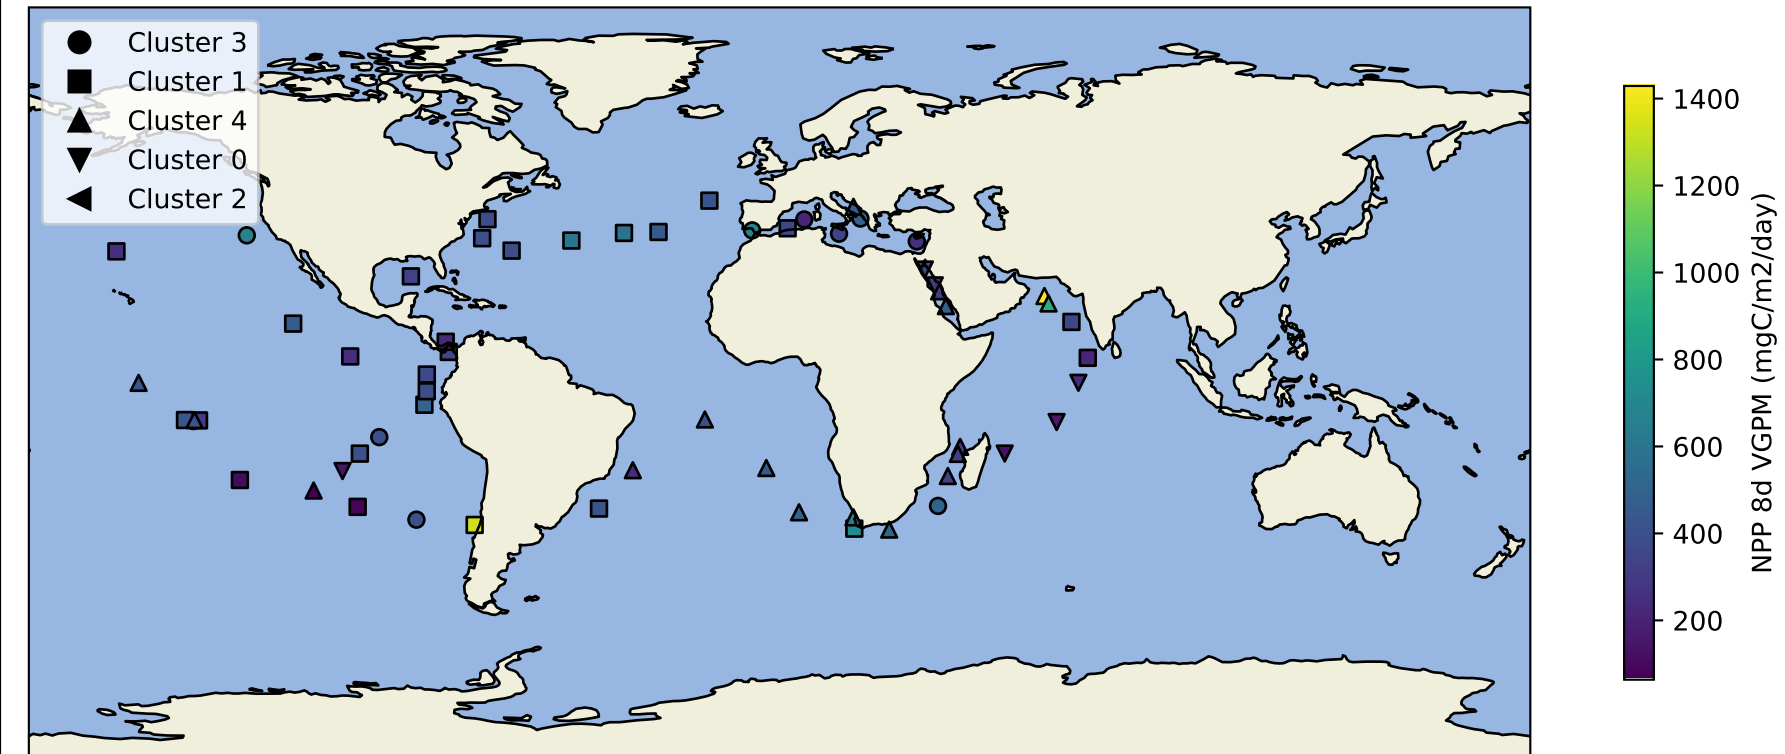 Cluster 3
Cluster 1
Cluster 4
Cluster 0
Cluster 2
1400
1200
1000
800
600
400
200
NPP 8d VGPM (mgC/m2/day)